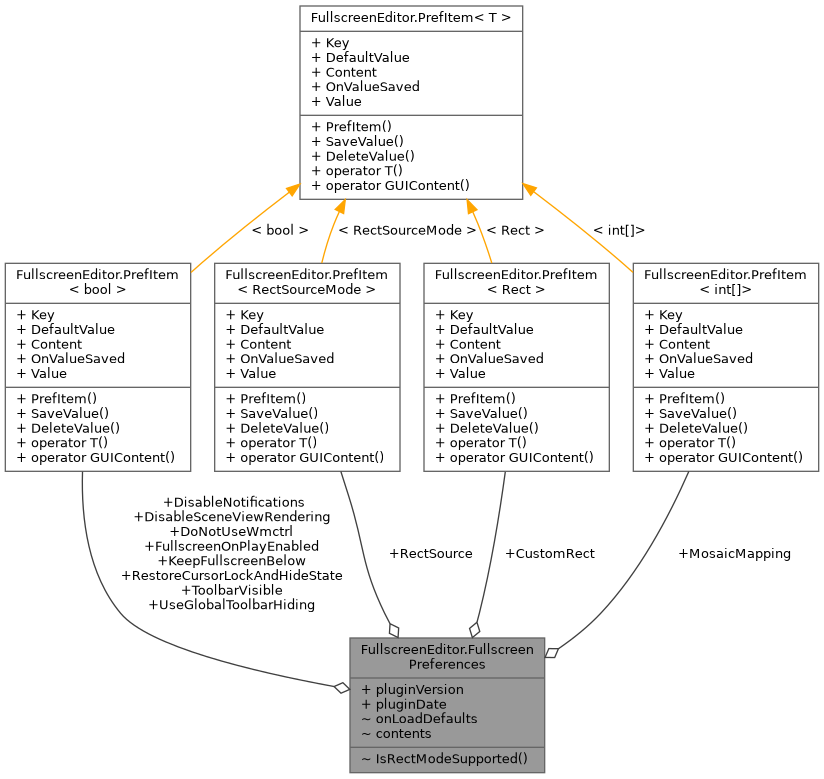 FullscreenEditor.PrefItem< T >
+ Key
+ DefaultValue
+ Content
+ OnValueSaved
+ Value
+ PrefItem()
+ SaveValue()
+ DeleteValue()
+ operator T()
+ operator GUIContent()
< bool >
< RectSourceMode >
< Rect >
< int[]>
FullscreenEditor.PrefItem
< bool >
+ Key
+ DefaultValue
+ Content
+ OnValueSaved
+ Value
+ PrefItem()
+ SaveValue()
+ DeleteValue()
+ operator T()
+ operator GUIContent()
FullscreenEditor.PrefItem
< RectSourceMode >
+ Key
+ DefaultValue
+ Content
+ OnValueSaved
+ Value
+ PrefItem()
+ SaveValue()
+ DeleteValue()
+ operator T()
+ operator GUIContent()
FullscreenEditor.PrefItem
< Rect >
+ Key
+ DefaultValue
+ Content
+ OnValueSaved
+ Value
+ PrefItem()
+ SaveValue()
+ DeleteValue()
+ operator T()
+ operator GUIContent()
FullscreenEditor.PrefItem
< int[]>
+ Key
+ DefaultValue
+ Content
+ OnValueSaved
+ Value
+ PrefItem()
+ SaveValue()
+ DeleteValue()
+ operator T()
+ operator GUIContent()
+DisableNotifications
+DisableSceneViewRendering
+DoNotUseWmctrl
+FullscreenOnPlayEnabled
+KeepFullscreenBelow
+RestoreCursorLockAndHideState
+ToolbarVisible
+UseGlobalToolbarHiding
+RectSource
+CustomRect
+MosaicMapping
FullscreenEditor.Fullscreen
Preferences
+ pluginVersion
+ pluginDate
~ onLoadDefaults
~ contents
~ IsRectModeSupported()